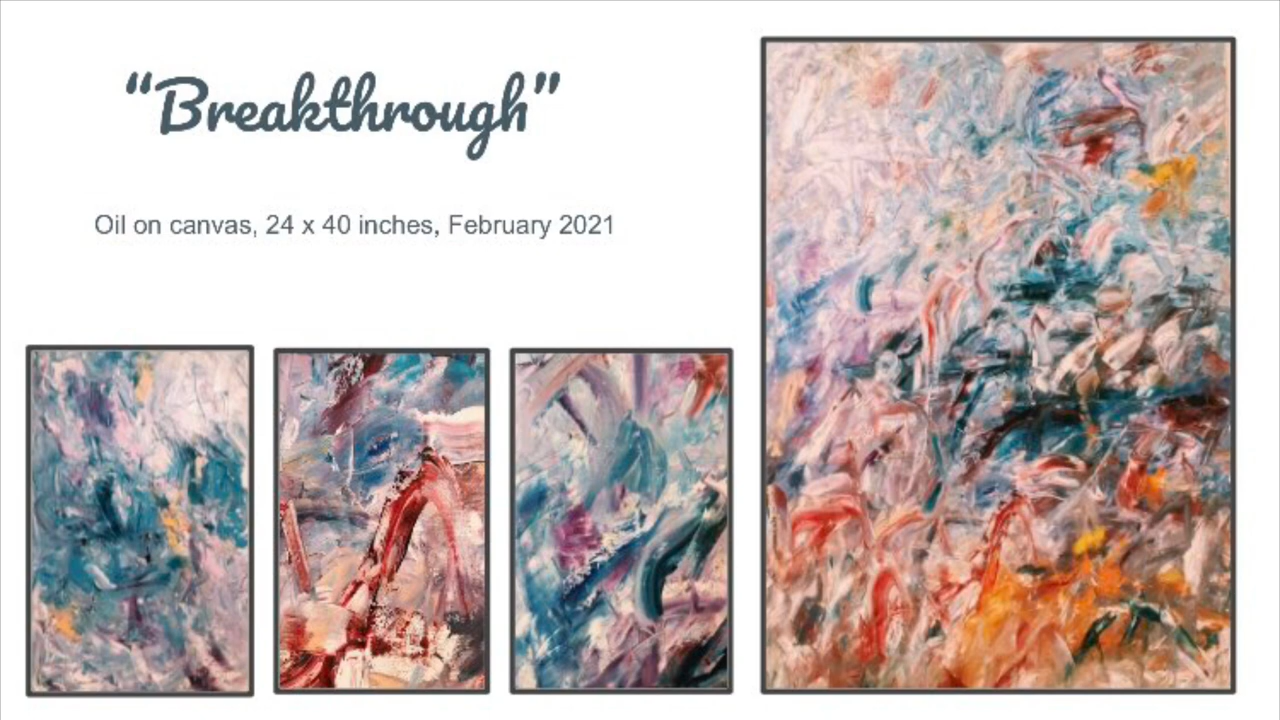 “Breakthrough”
Oil on canvas, 24 x 40 inches, February 2021